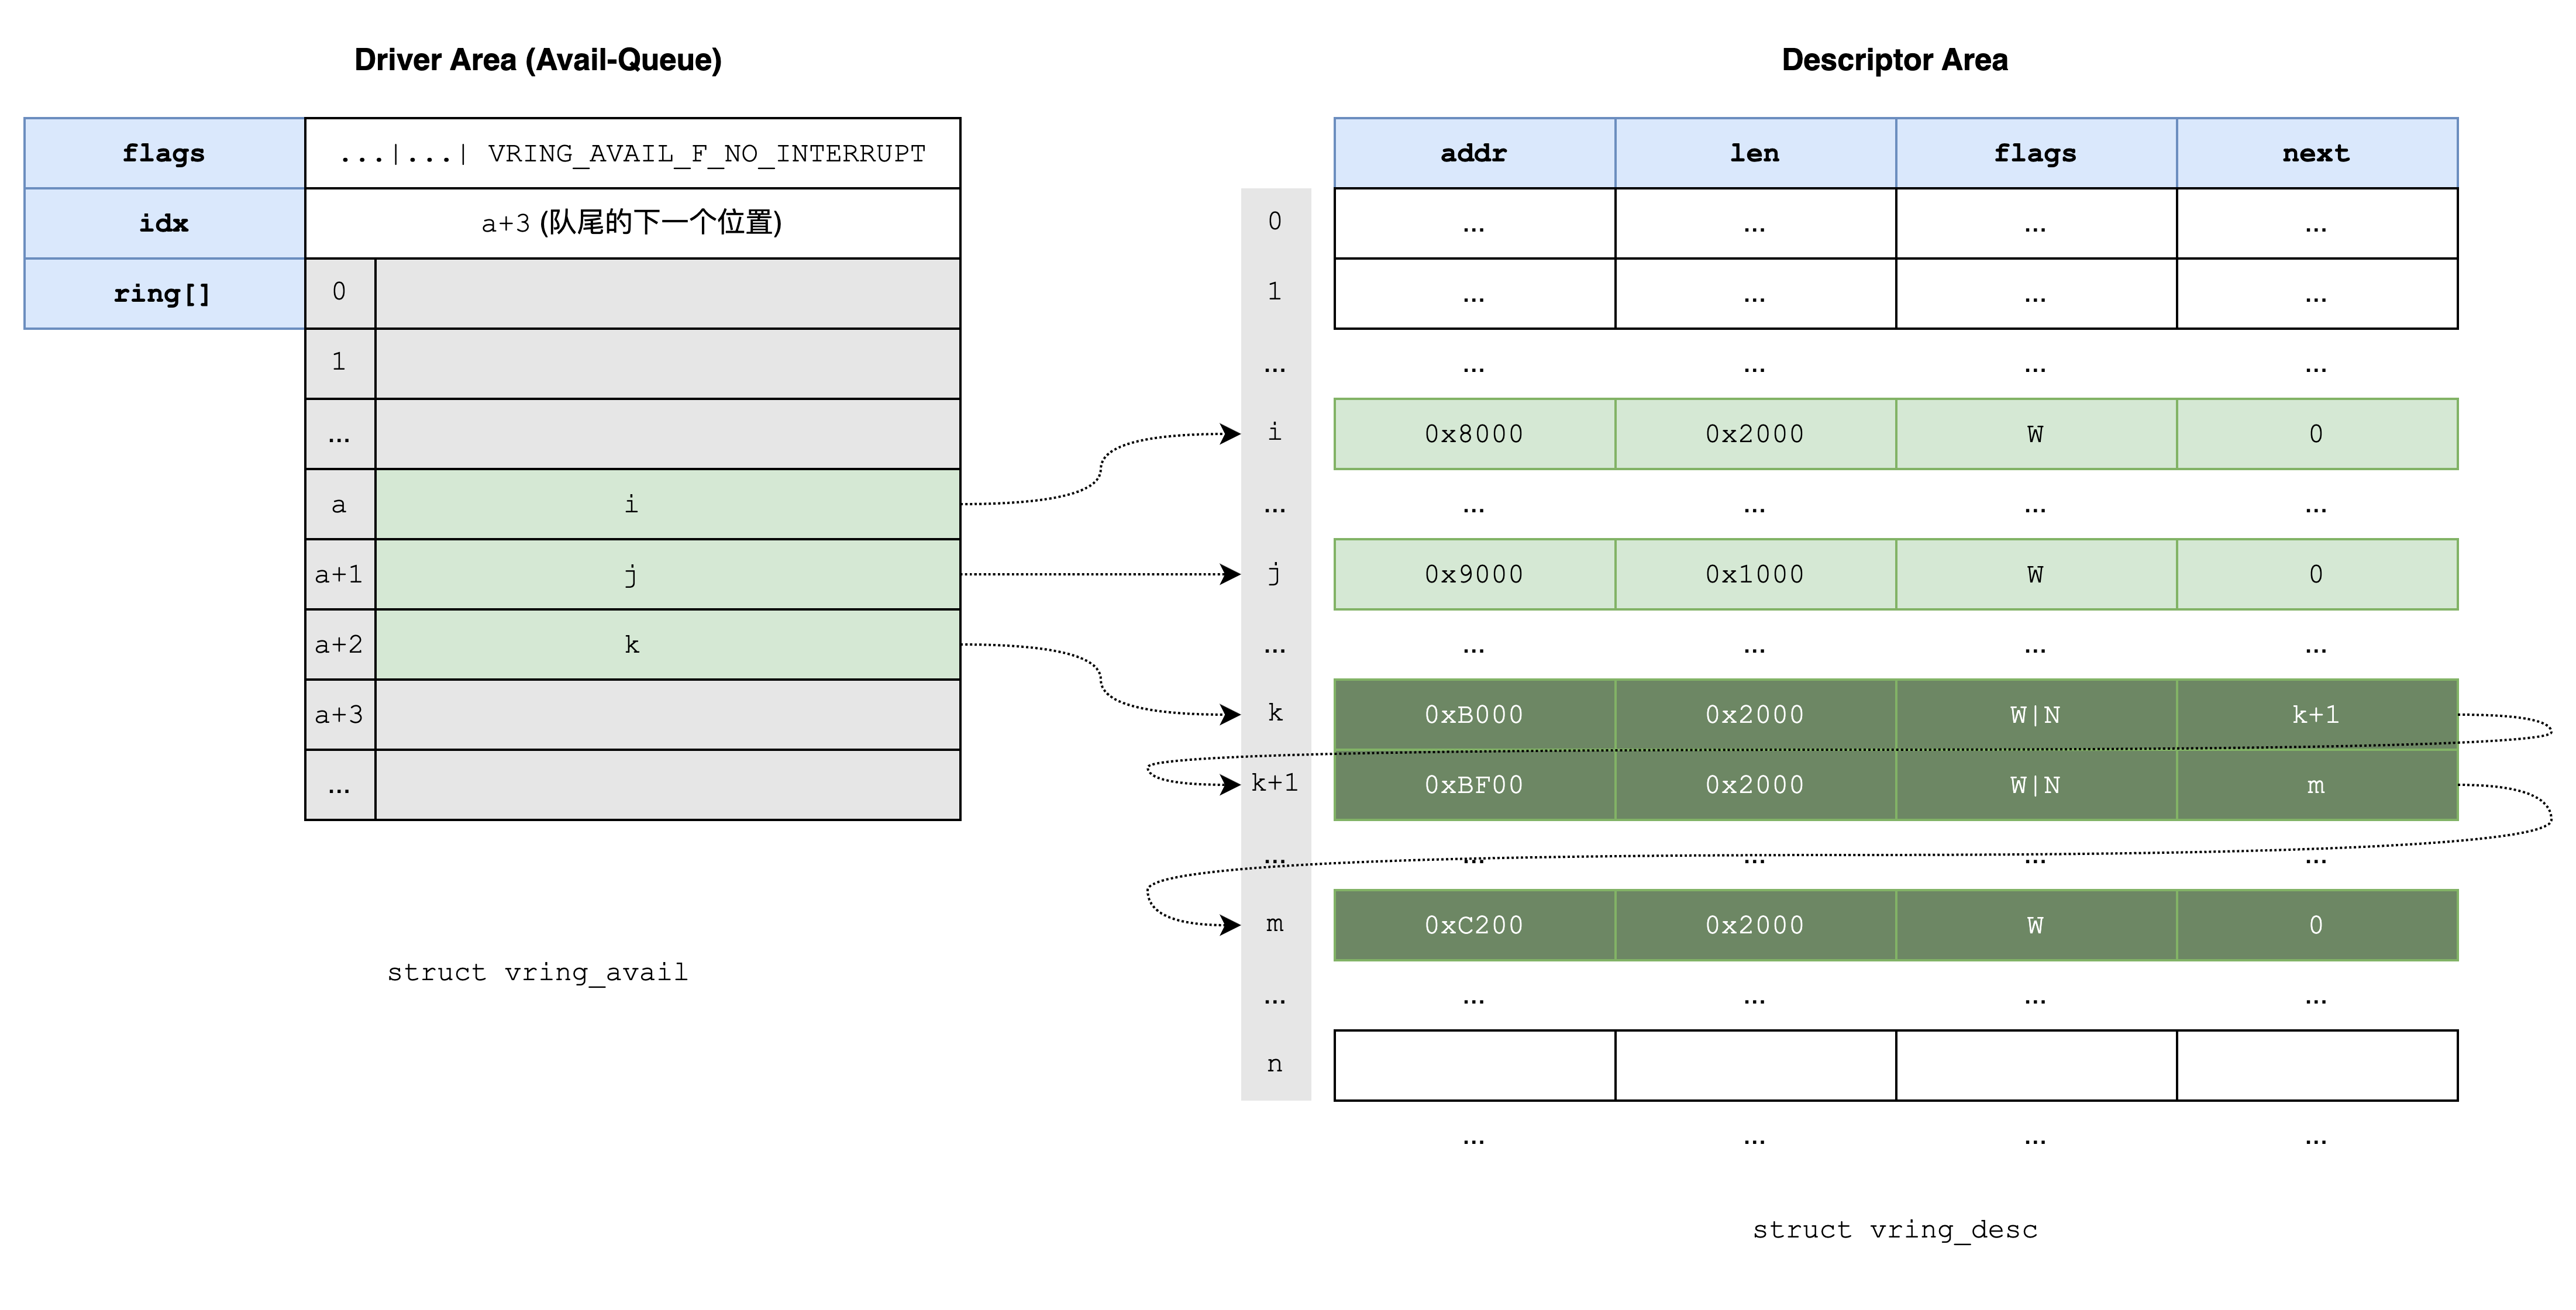 Driver Area (Avail-Queue)
flags ...|...| VRING_AVAIL_F_NO_INTERRUPT
idx a+3 (队尾的下一个位置)
ring[] 0
1
...
a i
a+1 j
a+2 k
a+3
...
struct vring_avail
Descriptor Area
addr len flags next
0 ... ... ... ...
1 ... ... ... ...
... ... ... ... ...
i 0x8000 0x2000 W 0
... ... ... ... ...
j 0x9000 0x1000 W 0
... ... ... ... ...
k 0xB000 0x2000 W|N k+1
k+1 0xBF00 0x2000 W|N m
... ... ... ... ...
m 0xC200 0x2000 W 0
... ... ... ... ...
n
... ... ... ...
struct vring_desc